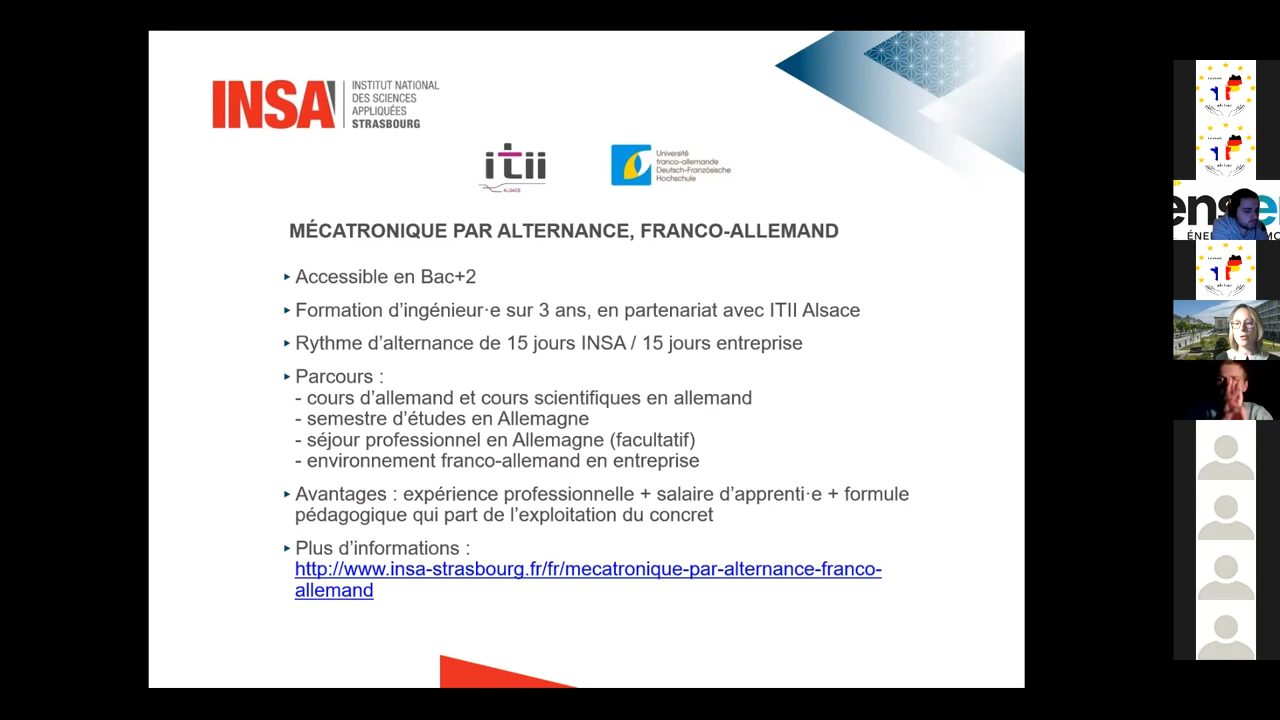 INSA
INSTITUT NATIONAL
DES SCIENCES
APPLIQUÉES
STRASBOURG
itii
ALSACE
Université
franco-allemande
Deutsch-Französische
Hochschule
MÉCATRONIQUE PAR ALTERNANCE, FRANCO-ALLEMAND
Accessible en Bac+2
Formation d’ingénieur·e sur 3 ans, en partenariat avec ITII Alsace
Rythme d’alternance de 15 jours INSA / 15 jours entreprise
Parcours :
- cours d’allemand et cours scientifiques en allemand
- semestre d’études en Allemagne
- séjour professionnel en Allemagne (facultatif)
- environnement franco-allemand en entreprise
Avantages : expérience professionnelle + salaire d’apprenti·e + formule
pédagogique qui part de l’exploitation du concret
Plus d’informations :
http://www.insa-strasbourg.fr/fr/mecatronique-par-alternance-franco-
allemand